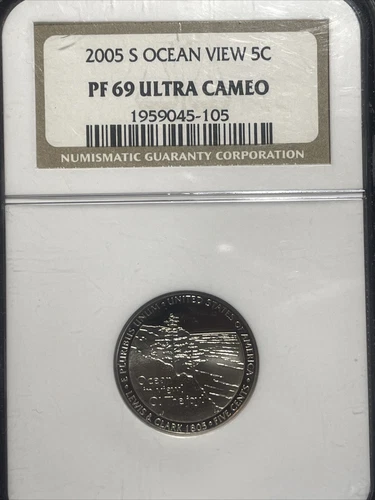 2005 S OCEAN VIEW 5C
PF 69 ULTRA CAMEO
1959045-105
NUMISMATIC GUARANTY CORPORATION
E PLURIBUS UNUM • UNITED STATES OF AMERICA
LEWIS & CLARK 1805 • FIVE CENTS
Ocean
in view!
O! The Joy!